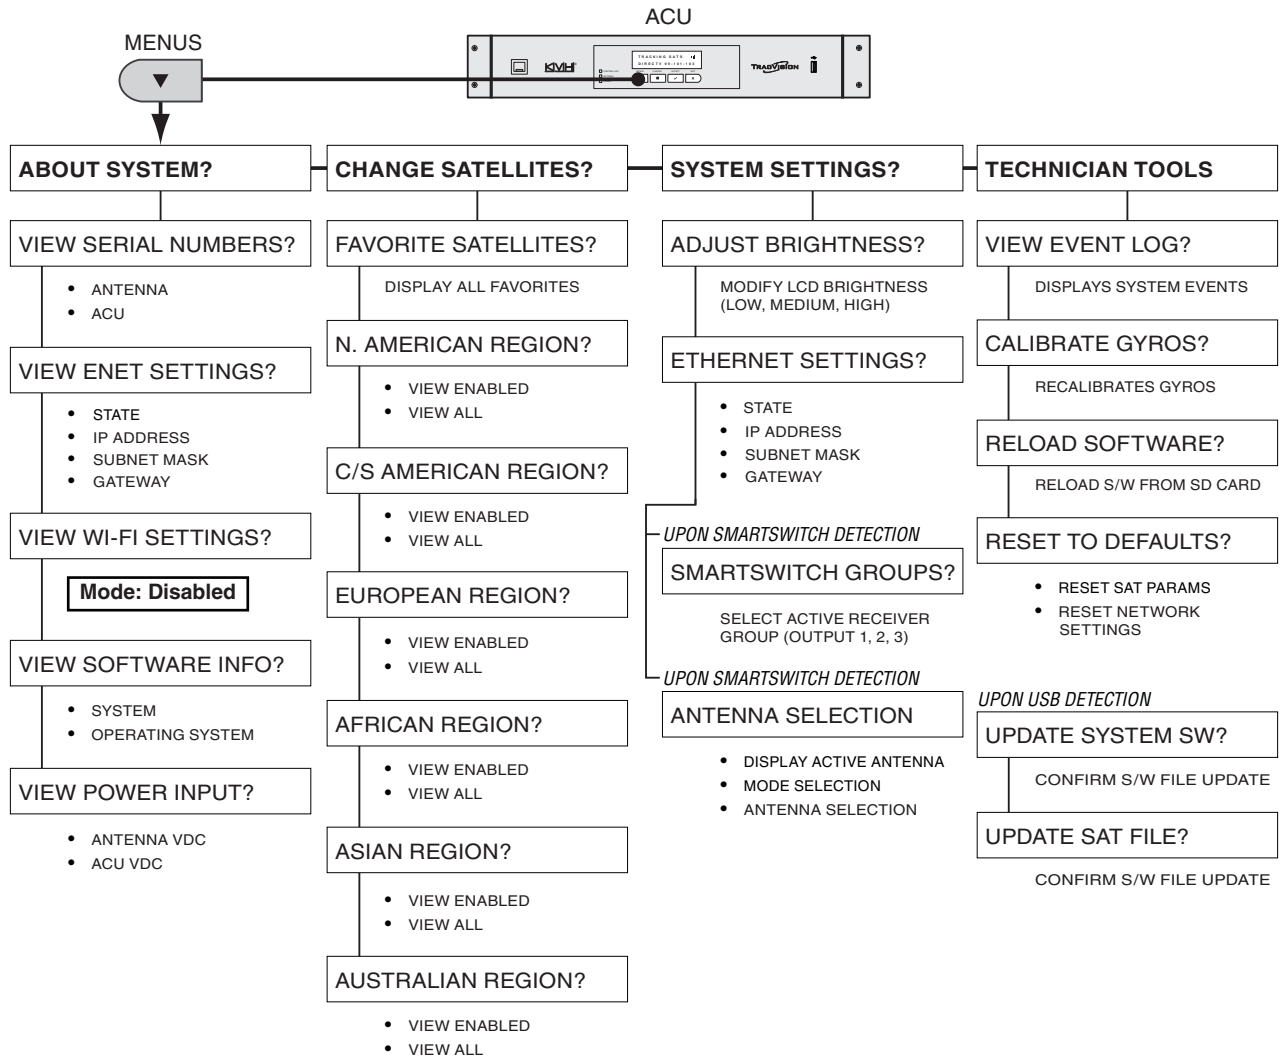 ACU
MENUS
KVH
TRACKING SATS
DIRECTV 99-101-103
TRACVISION
ABOUT SYSTEM?
VIEW SERIAL NUMBERS?
• ANTENNA
• ACU
VIEW ENET SETTINGS?
• STATE
• IP ADDRESS
• SUBNET MASK
• GATEWAY
VIEW WI-FI SETTINGS?
Mode: Disabled
VIEW SOFTWARE INFO?
• SYSTEM
• OPERATING SYSTEM
VIEW POWER INPUT?
• ANTENNA VDC
• ACU VDC
CHANGE SATELLITES?
FAVORITE SATELLITES?
DISPLAY ALL FAVORITES
N. AMERICAN REGION?
• VIEW ENABLED
• VIEW ALL
C/S AMERICAN REGION?
• VIEW ENABLED
• VIEW ALL
EUROPEAN REGION?
• VIEW ENABLED
• VIEW ALL
AFRICAN REGION?
• VIEW ENABLED
• VIEW ALL
ASIAN REGION?
• VIEW ENABLED
• VIEW ALL
AUSTRALIAN REGION?
• VIEW ENABLED
• VIEW ALL
SYSTEM SETTINGS?
ADJUST BRIGHTNESS?
MODIFY LCD BRIGHTNESS
(LOW, MEDIUM, HIGH)
ETHERNET SETTINGS?
• STATE
• IP ADDRESS
• SUBNET MASK
• GATEWAY
UPON SMARTSWITCH DETECTION
SMARTSWITCH GROUPS?
SELECT ACTIVE RECEIVER
GROUP (OUTPUT 1, 2, 3)
UPON SMARTSWITCH DETECTION
ANTENNA SELECTION
• DISPLAY ACTIVE ANTENNA
• MODE SELECTION
• ANTENNA SELECTION
TECHNICIAN TOOLS
VIEW EVENT LOG?
DISPLAYS SYSTEM EVENTS
CALIBRATE GYROS?
RECALIBRATES GYROS
RELOAD SOFTWARE?
RELOAD S/W FROM SD CARD
RESET TO DEFAULTS?
• RESET SAT PARAMS
• RESET NETWORK
SETTINGS
UPON USB DETECTION
UPDATE SYSTEM SW?
CONFIRM S/W FILE UPDATE
UPDATE SAT FILE?
CONFIRM S/W FILE UPDATE